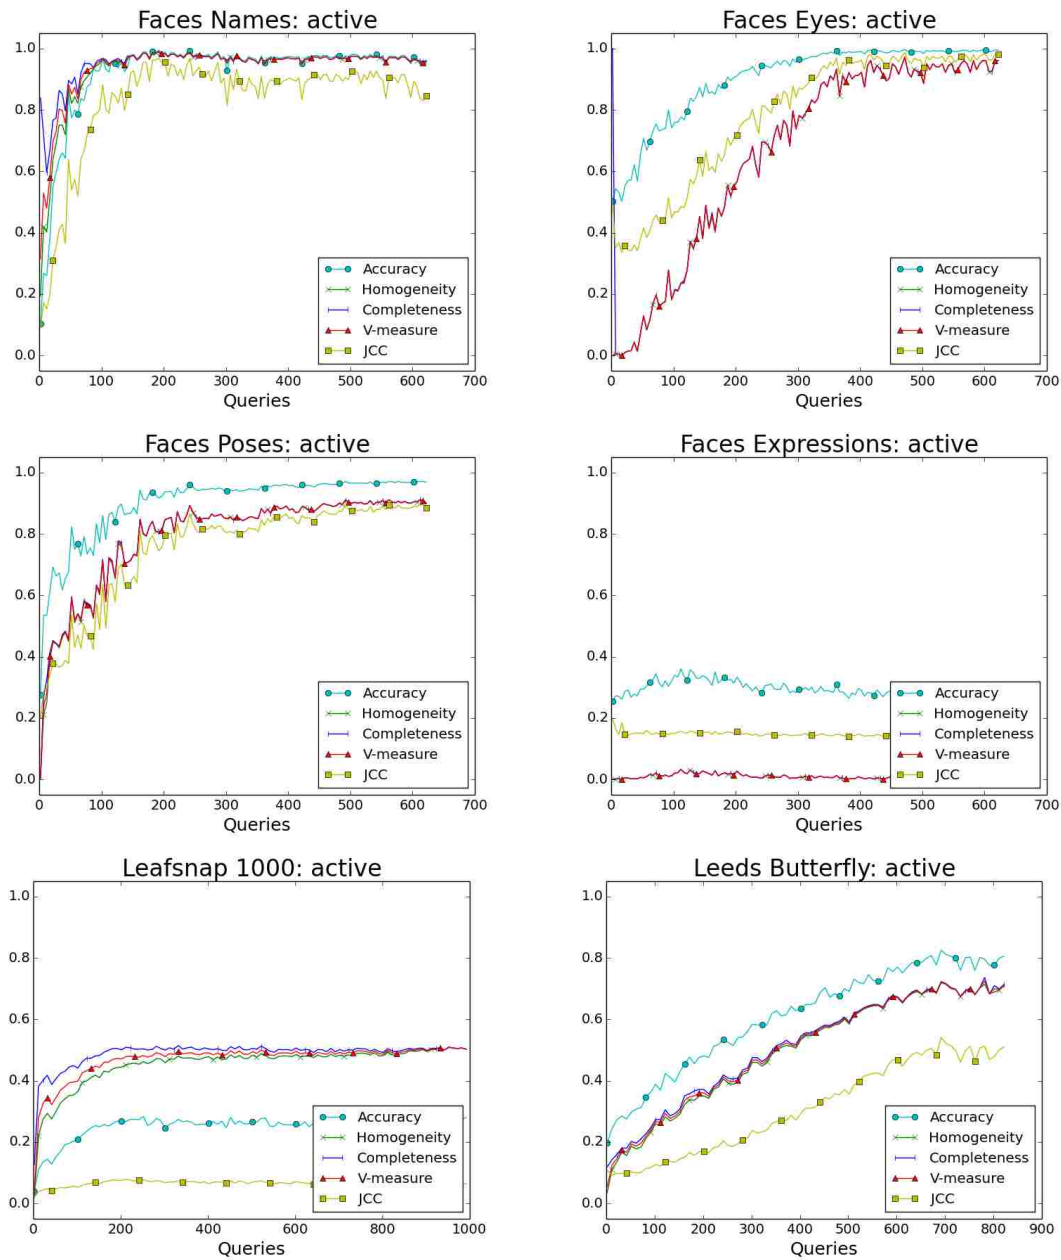 Faces Names: active
1.0
0.8
0.6
0.4
0.2
0.0
Accuracy
Homogeneity
Completeness
V-measure
JCC
0 100 200 300 400 500 600 700
Queries
Faces Eyes: active
1.0
0.8
0.6
0.4
0.2
0.0
Accuracy
Homogeneity
Completeness
V-measure
JCC
0 100 200 300 400 500 600 700
Queries
Faces Poses: active
1.0
0.8
0.6
0.4
0.2
0.0
Accuracy
Homogeneity
Completeness
V-measure
JCC
0 100 200 300 400 500 600 700
Queries
Faces Expressions: active
1.0
0.8
0.6
0.4
0.2
0.0
Accuracy
Homogeneity
Completeness
V-measure
JCC
0 100 200 300 400 500 600 700
Queries
Leafsnap 1000: active
1.0
0.8
0.6
0.4
0.2
0.0
Accuracy
Homogeneity
Completeness
V-measure
JCC
0 200 400 600 800 1000
Queries
Leeds Butterfly: active
1.0
0.8
0.6
0.4
0.2
0.0
Accuracy
Homogeneity
Completeness
V-measure
JCC
0 100 200 300 400 500 600 700 800 900
Queries